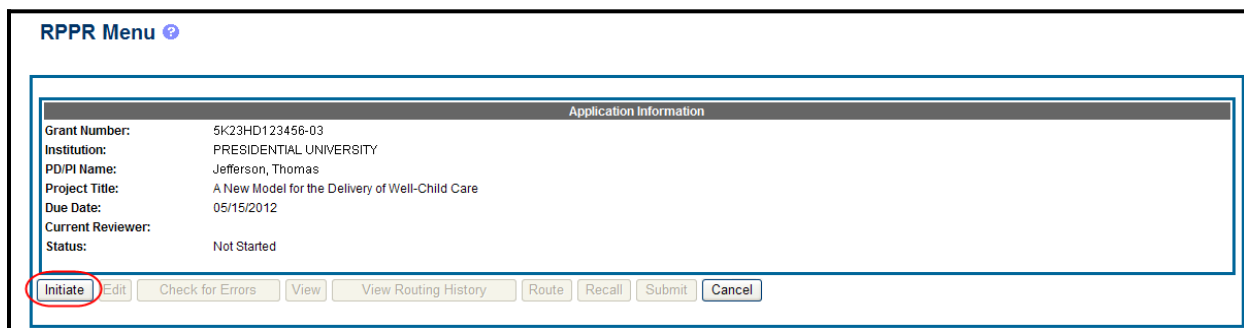 RPPR Menu ?
Application Information
Grant Number: 5K23HD123456-03
Institution: PRESIDENTIAL UNIVERSITY
PD/PI Name: Jefferson, Thomas
Project Title: A New Model for the Delivery of Well-Child Care
Due Date: 05/15/2012
Current Reviewer:
Status: Not Started
Initiate Edit Check for Errors View View Routing History Route Recall Submit Cancel